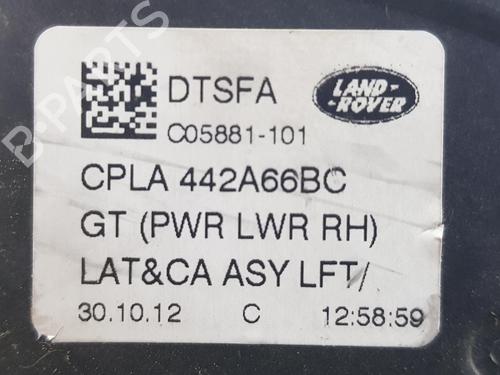 B-PARTS
DTSFA
LAND-
ROVER
C05881-101
CPLA 442A66BC
GT (PWR LWR RH)
LAT&CA ASY LFT/
30.10.12 C 12:58:59